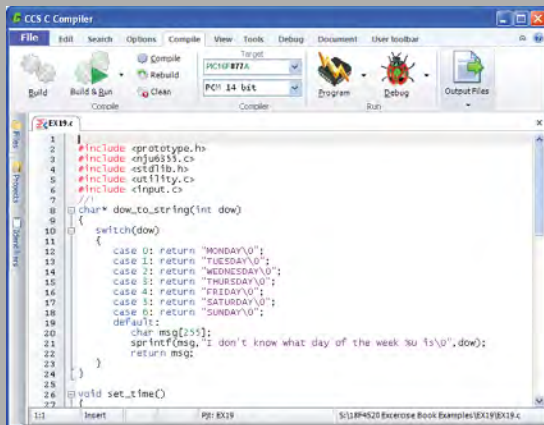 CCS C Compiler
File Edit Search Options Compile View Tools Debug Document User toolbar
Build
Build & Run
Compile
Rebuild
Clean
Compile
Target
PIC16F877A
PCM 14 bit
Compiler
Program
Debug
Run
Output Files
Files
Projects
Identifiers
EX19.c
1
2 #include <prototype.h>
3 #include <nju6355.h>
4 #include <stdlib.h>
5 #include <utility.c>
6 #include <input.c>
7 //!
8 char* dow_to_string(int dow)
9 {
10 switch(dow)
11 {
12 case 0: return "MONDAY\0";
13 case 1: return "TUESDAY\0";
14 case 2: return "WEDNESDAY\0";
15 case 3: return "THURSDAY\0";
16 case 4: return "FRIDAY\0";
17 case 5: return "SATURDAY\0";
18 case 6: return "SUNDAY\0";
19 default:
20 char msg[255];
21 sprintf(msg,"I don't know what day of the week %u is\0",dow);
22 return msg;
23 }
24 }
25
26 void set_time()
27 {
1:1 Insert Pjt: EX19 S:\18F4520 Excercise Book Examples\EX19\EX19.c